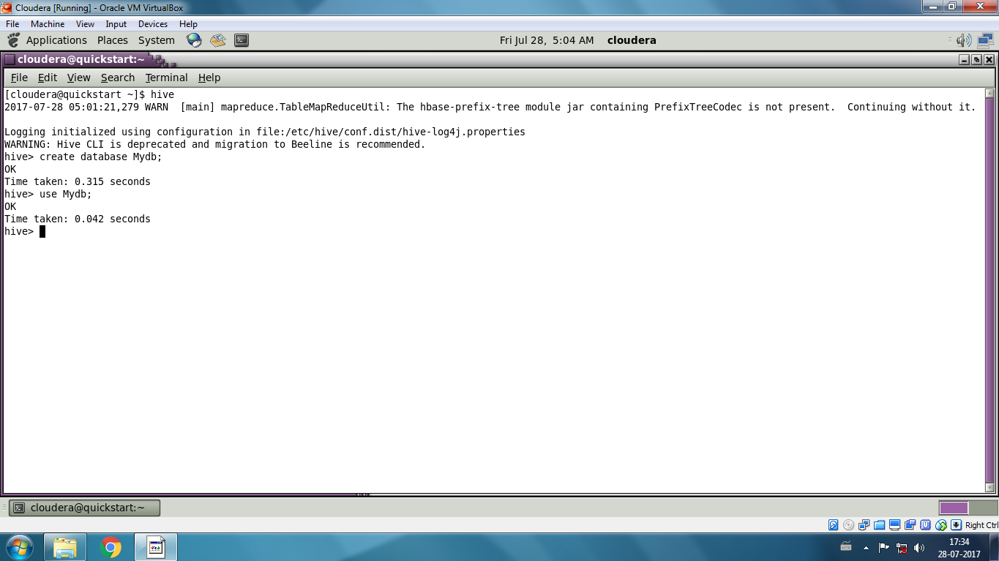 Cloudera [Running] - Oracle VM VirtualBox
File Machine View Input Devices Help
Applications Places System Fri Jul 28, 5:04 AM cloudera
cloudera@quickstart:~
File Edit View Search Terminal Help
[cloudera@quickstart ~]$ hive
2017-07-28 05:01:21,279 WARN  [main] mapreduce.TableMapReduceUtil: The hbase-prefix-tree module jar containing PrefixTreeCodec is not present.  Continuing without it.
Logging initialized using configuration in file:/etc/hive/conf.dist/hive-log4j.properties
WARNING: Hive CLI is deprecated and migration to Beeline is recommended.
hive> create database Mydb;
OK
Time taken: 0.315 seconds
hive> use Mydb;
OK
Time taken: 0.042 seconds
hive>
cloudera@quickstart:~
Right Ctrl
17:34
28-07-2017